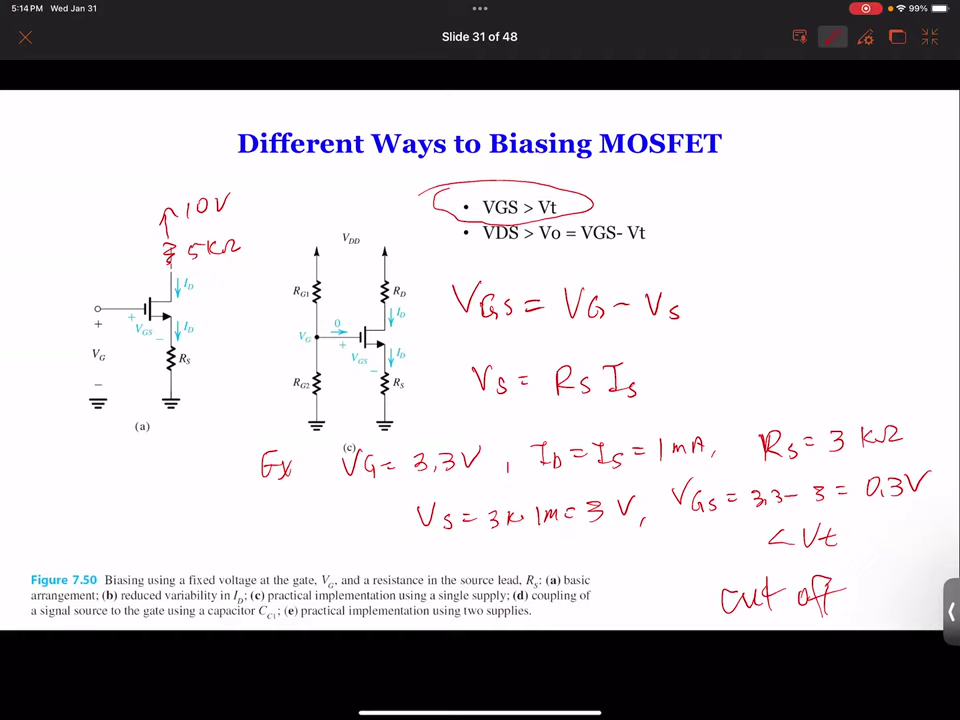 5:14 PM Wed Jan 31
99%
Slide 31 of 48
Different Ways to Biasing MOSFET
• VGS > Vt
• VDS > Vo = VGS- Vt
10V
5KΩ
ID
+
VGS
−
ID
+
VG
−
RS
(a)
VDD
RG1
RD
ID
0
VG
+
VGS
−
ID
RG2
RS
(c)
VGS = VG - VS
VS = RS IS
Ex VG = 3.3V, ID = IS = 1mA, RS = 3 kΩ
VS = 3k·1m = 3 V, VGS = 3.3 - 3 = 0.3V
< Vt
cut off
Figure 7.50 Biasing using a fixed voltage at the gate, VG, and a resistance in the source lead, RS: (a) basic
arrangement; (b) reduced variability in ID; (c) practical implementation using a single supply; (d) coupling of
a signal source to the gate using a capacitor CC1; (e) practical implementation using two supplies.